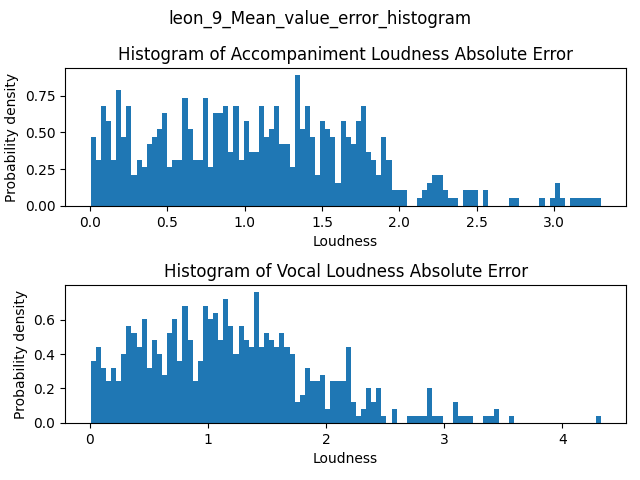 leon_9_Mean_value_error_histogram
Histogram of Accompaniment Loudness Absolute Error
Probability density
0.75
0.50
0.25
0.00
0.0 0.5 1.0 1.5 2.0 2.5 3.0
Loudness
Histogram of Vocal Loudness Absolute Error
Probability density
0.6
0.4
0.2
0.0
0 1 2 3 4
Loudness